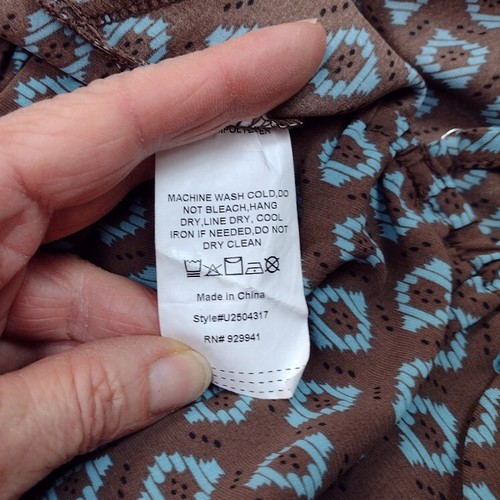 MACHINE WASH COLD,DO
NOT BLEACH,HANG
DRY,LINE DRY, COOL
IRON IF NEEDED,DO NOT
DRY CLEAN
Made in China
Style#U2504317
RN# 929941